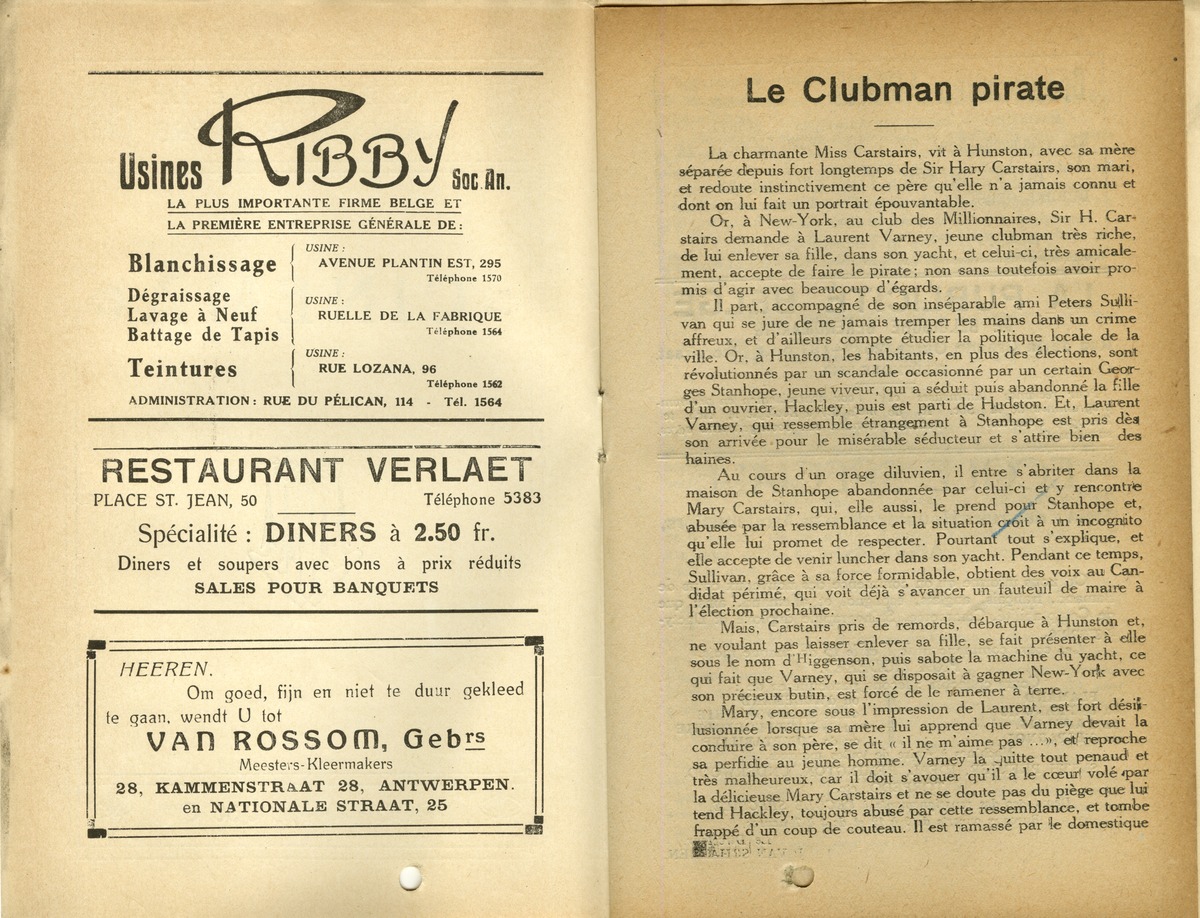 Usines RIBBY Soc. An.
LA PLUS IMPORTANTE FIRME BELGE ET
LA PREMIÈRE ENTREPRISE GÉNÉRALE DE:
Blanchissage
USINE :
AVENUE PLANTIN EST, 295
Téléphone 1570
Dégraissage
Lavage à Neuf
Battage de Tapis
USINE :
RUELLE DE LA FABRIQUE
Téléphone 1564
Teintures
USINE :
RUE LOZANA, 96
Téléphone 1562
ADMINISTRATION: RUE DU PÉLICAN, 114 - Tél. 1564
RESTAURANT VERLAET
PLACE ST. JEAN, 50 Téléphone 5383
Spécialité : DINERS à 2.50 fr.
Diners et soupers avec bons à prix réduits
SALES POUR BANQUETS
HEEREN.
Om goed, fijn en niet te duur gekleed
te gaan, wendt U tot
VAN ROSSOM, Gebrs
Meesters-Kleermakers
28, KAMMENSTRAAT 28, ANTWERPEN.
en NATIONALE STRAAT, 25
Le Clubman pirate
La charmante Miss Carstairs, vit à Hunston, avec sa mère
séparée depuis fort longtemps de Sir Hary Carstairs, son mari,
et redoute instinctivement ce père qu'elle n'a jamais connu et
dont on lui fait un portrait épouvantable.
Or, à New-York, au club des Millionnaires, Sir H. Car-
stairs demande à Laurent Varney, jeune clubman très riche,
de lui enlever sa fille, dans son yacht, et celui-ci, très amicale-
ment, accepte de faire le pirate ; non sans toutefois avoir pro-
mis d'agir avec beaucoup d'égards.
Il part, accompagné de son inséparable ami Peters Sulli-
van qui se jure de ne jamais tremper les mains dans un crime
affreux, et d'ailleurs compte étudier la politique locale de la
ville. Or, à Hunston, les habitants, en plus des élections, sont
révolutionnés par un scandale occasionné par un certain Geor-
ges Stanhope, jeune viveur, qui a séduit puis abandonné la fille
d'un ouvrier, Hackley, puis est parti de Hudston. Et, Laurent
Varney, qui ressemble étrangement à Stanhope est pris dès
son arrivée pour le misérable séducteur et s'attire bien des
haines.
Au cours d'un orage diluvien, il entre s'abriter dans la
maison de Stanhope abandonnée par celui-ci et y rencontre
Mary Carstairs, qui, elle aussi, le prend pour Stanhope et,
abusée par la ressemblance et la situation croit à un incognito
qu'elle lui promet de respecter. Pourtant tout s'explique, et
elle accepte de venir luncher dans son yacht. Pendant ce temps,
Sullivan, grâce à sa force formidable, obtient des voix au Can-
didat périmé, qui voit déjà s'avancer un fauteuil de maire à
l'élection prochaine.
Mais, Carstairs pris de remords, débarque à Hunston et,
ne voulant pas laisser enlever sa fille, se fait présenter à elle
sous le nom d'Higgenson, puis sabote la machine du yacht, ce
qui fait que Varney, qui se disposait à gagner New-York avec
son précieux butin, est forcé de le ramener à terre.
Mary, encore sous l'impression de Laurent, est fort désil-
lusionnée lorsque sa mère lui apprend que Varney devait la
conduire à son père, se dit « il ne m'aime pas ...», et reproche
sa perfidie au jeune homme. Varney la quitte tout penaud et
très malheureux, car il doit s'avouer qu'il a le cœur volé par
la délicieuse Mary Carstairs et ne se doute pas du piège que lui
tend Hackley, toujours abusé par cette ressemblance, et tombe
frappé d'un coup de couteau. Il est ramassé par le domestique